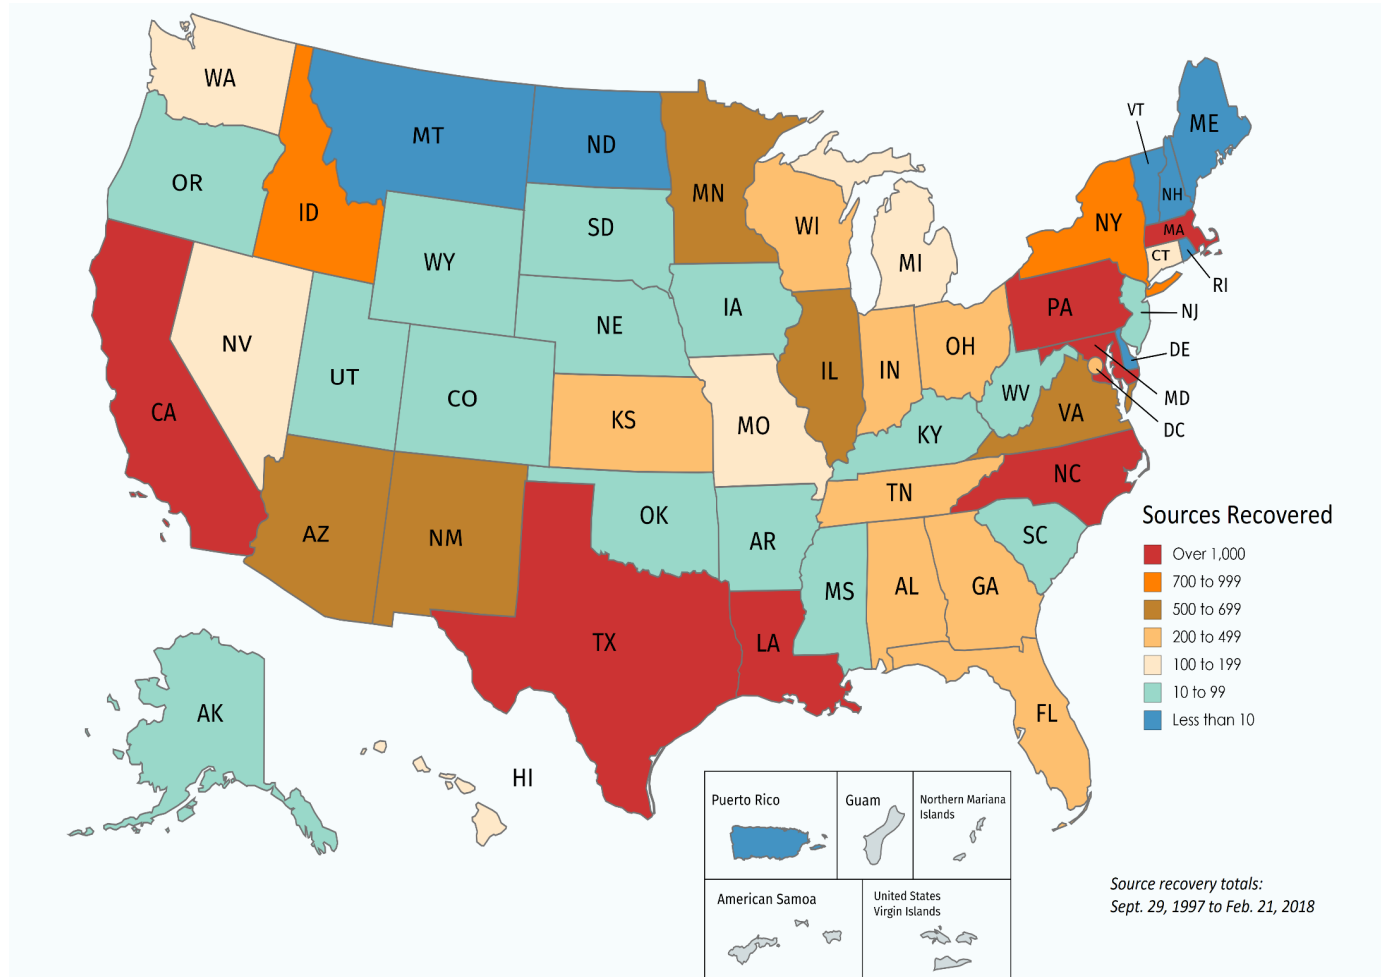 WA
MT
ND
MN
VT
ME
OR
ID
SD
WI
NY
NH
MA
WY
MI
CT
RI
IA
PA
NJ
NV
NE
OH
DE
UT
CO
IL
IN
WV
MD
CA
KS
MO
KY
VA
DC
NC
TN
AZ
NM
OK
AR
SC
MS
AL
GA
TX
LA
AK
FL
HI
Sources Recovered
Over 1,000
700 to 999
500 to 699
200 to 499
100 to 199
10 to 99
Less than 10
Puerto Rico
Guam
Northern Mariana
Islands
American Samoa
United States
Virgin Islands
Source recovery totals:
Sept. 29, 1997 to Feb. 21, 2018